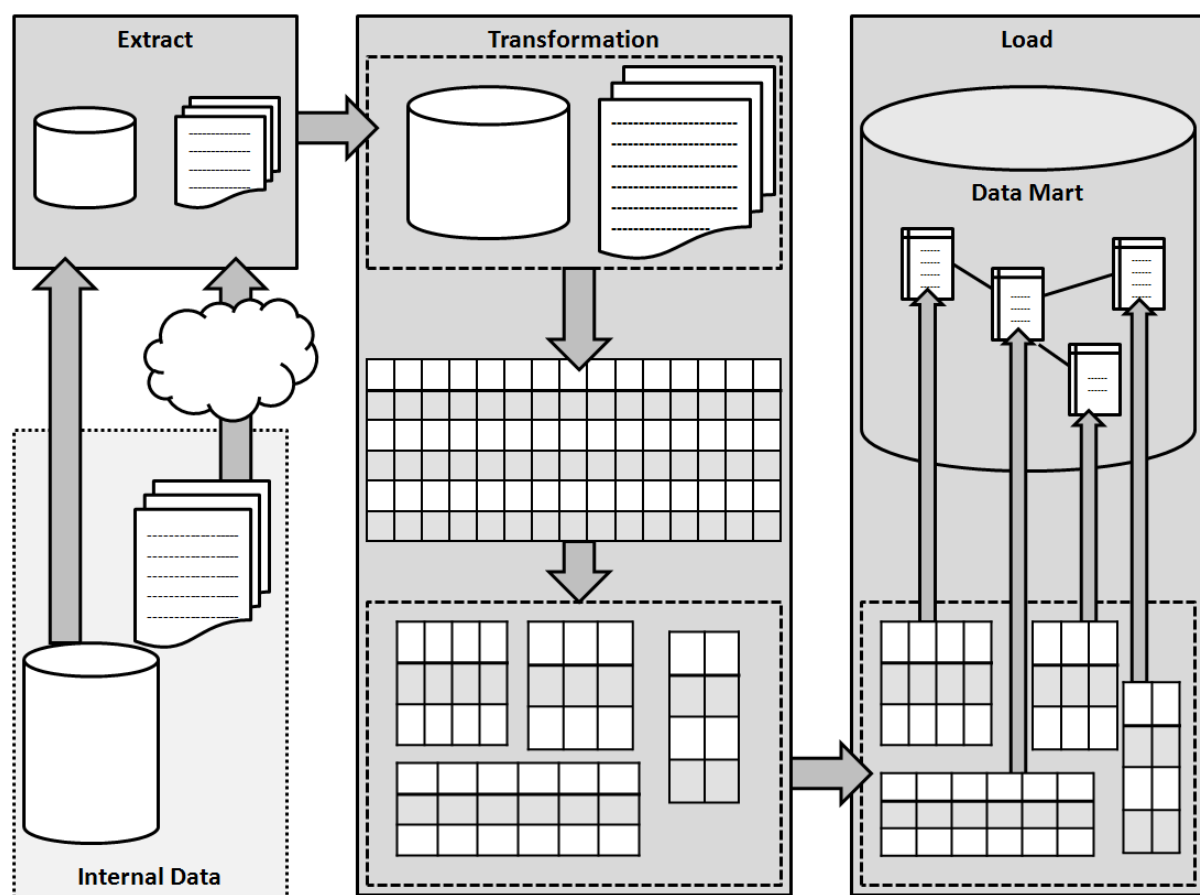 Extract
Transformation
Load
Data Mart
Internal Data